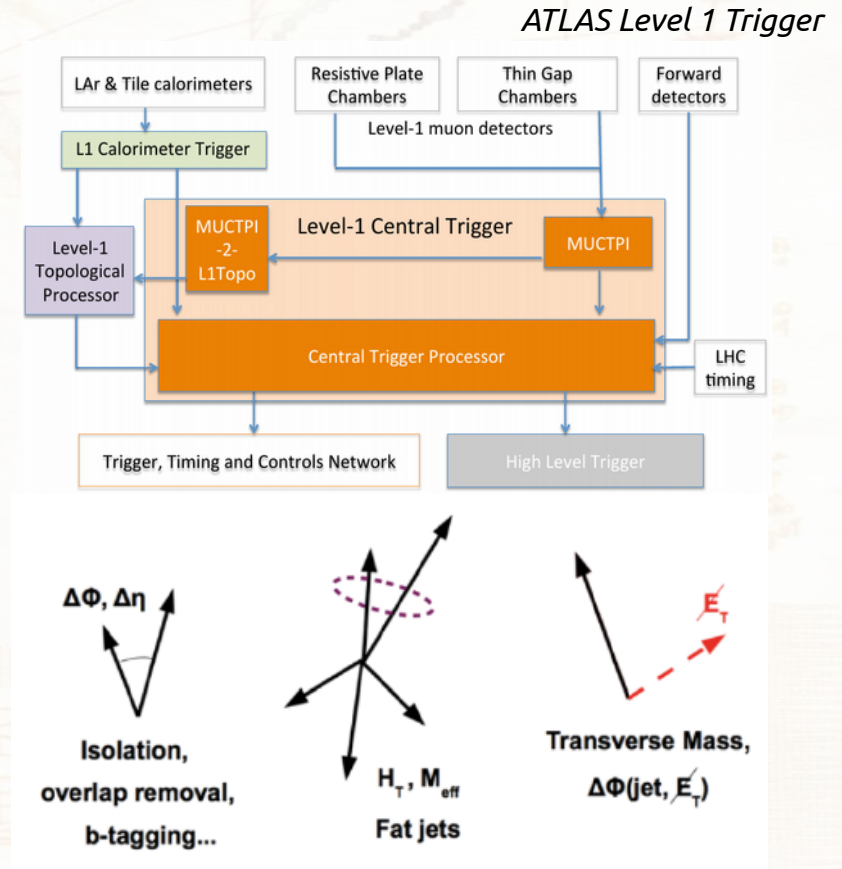 ATLAS Level 1 Trigger
LAr & Tile calorimeters
Resistive Plate
Chambers
Thin Gap
Chambers
Forward
detectors
Level-1 muon detectors
L1 Calorimeter Trigger
MUCTPI
-2-
L1Topo
Level-1 Central Trigger
MUCTPI
Level-1
Topological
Processor
Central Trigger Processor
LHC
timing
Trigger, Timing and Controls Network
High Level Trigger
ΔΦ, Δη
Isolation,
overlap removal,
b-tagging...
H_T, M_eff
Fat jets
E̸_T
Transverse Mass,
ΔΦ(jet, E̸_T)